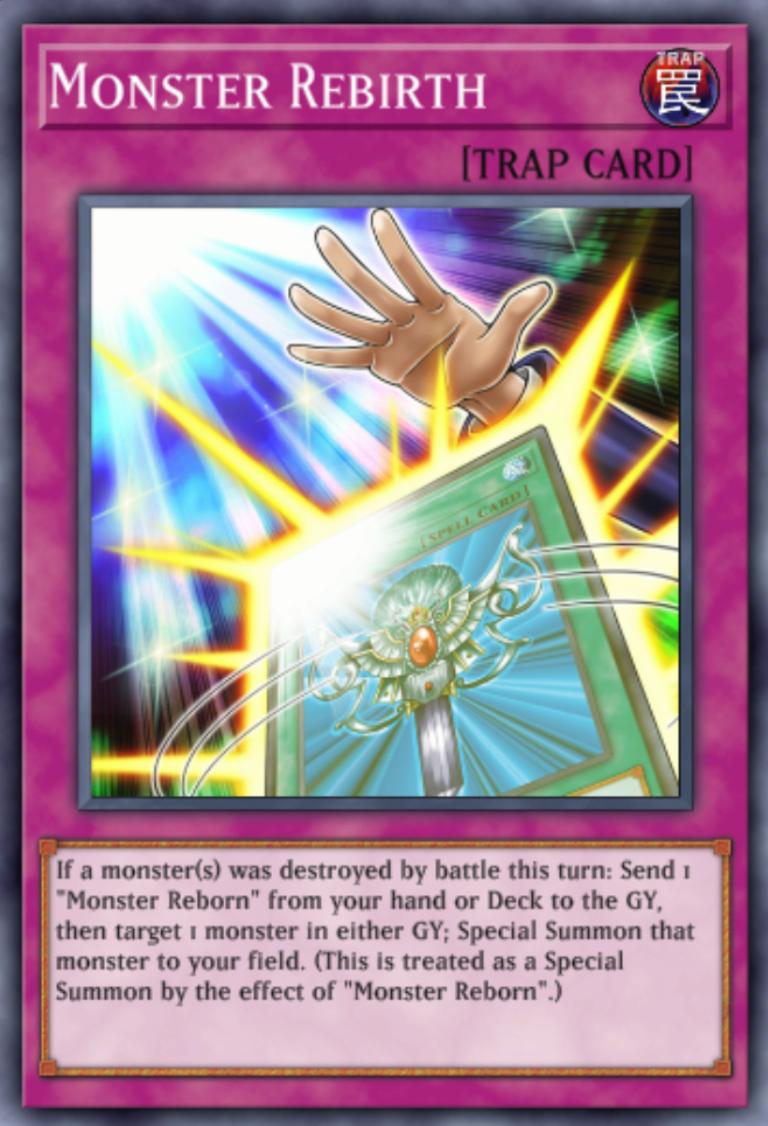 Monster Rebirth
TRAP
罠
[TRAP CARD]
[SPELL CARD]
If a monster(s) was destroyed by battle this turn: Send 1
"Monster Reborn" from your hand or Deck to the GY,
then target 1 monster in either GY; Special Summon that
monster to your field. (This is treated as a Special
Summon by the effect of "Monster Reborn".)